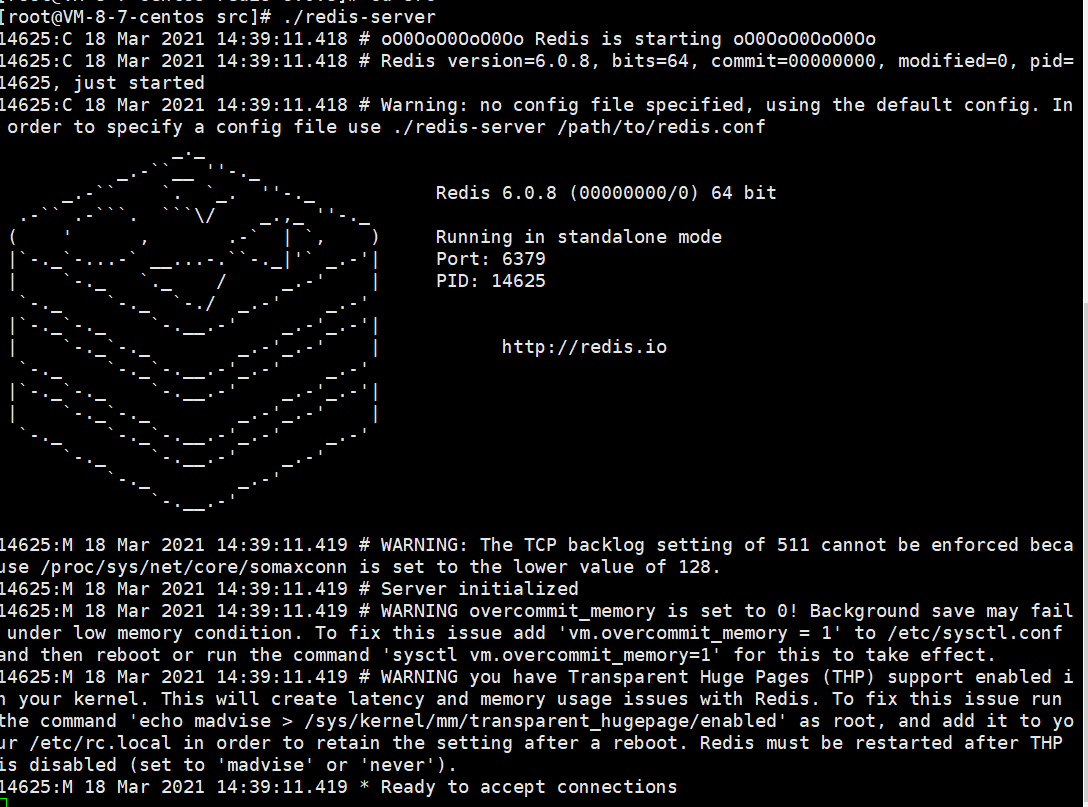 [root@VM-8-7-centos src]# ./redis-server
14625:C 18 Mar 2021 14:39:11.418 # oO0OoO0OoO0Oo Redis is starting oO0OoO0OoO0Oo
14625:C 18 Mar 2021 14:39:11.418 # Redis version=6.0.8, bits=64, commit=00000000, modified=0, pid=
14625, just started
14625:C 18 Mar 2021 14:39:11.418 # Warning: no config file specified, using the default config. In
order to specify a config file use ./redis-server /path/to/redis.conf
Redis 6.0.8 (00000000/0) 64 bit
Running in standalone mode
Port: 6379
PID: 14625
http://redis.io
14625:M 18 Mar 2021 14:39:11.419 # WARNING: The TCP backlog setting of 511 cannot be enforced beca
use /proc/sys/net/core/somaxconn is set to the lower value of 128.
14625:M 18 Mar 2021 14:39:11.419 # Server initialized
14625:M 18 Mar 2021 14:39:11.419 # WARNING overcommit_memory is set to 0! Background save may fail
under low memory condition. To fix this issue add 'vm.overcommit_memory = 1' to /etc/sysctl.conf
and then reboot or run the command 'sysctl vm.overcommit_memory=1' for this to take effect.
14625:M 18 Mar 2021 14:39:11.419 # WARNING you have Transparent Huge Pages (THP) support enabled i
n your kernel. This will create latency and memory usage issues with Redis. To fix this issue run
the command 'echo madvise > /sys/kernel/mm/transparent_hugepage/enabled' as root, and add it to yo
ur /etc/rc.local in order to retain the setting after a reboot. Redis must be restarted after THP
is disabled (set to 'madvise' or 'never').
14625:M 18 Mar 2021 14:39:11.419 * Ready to accept connections